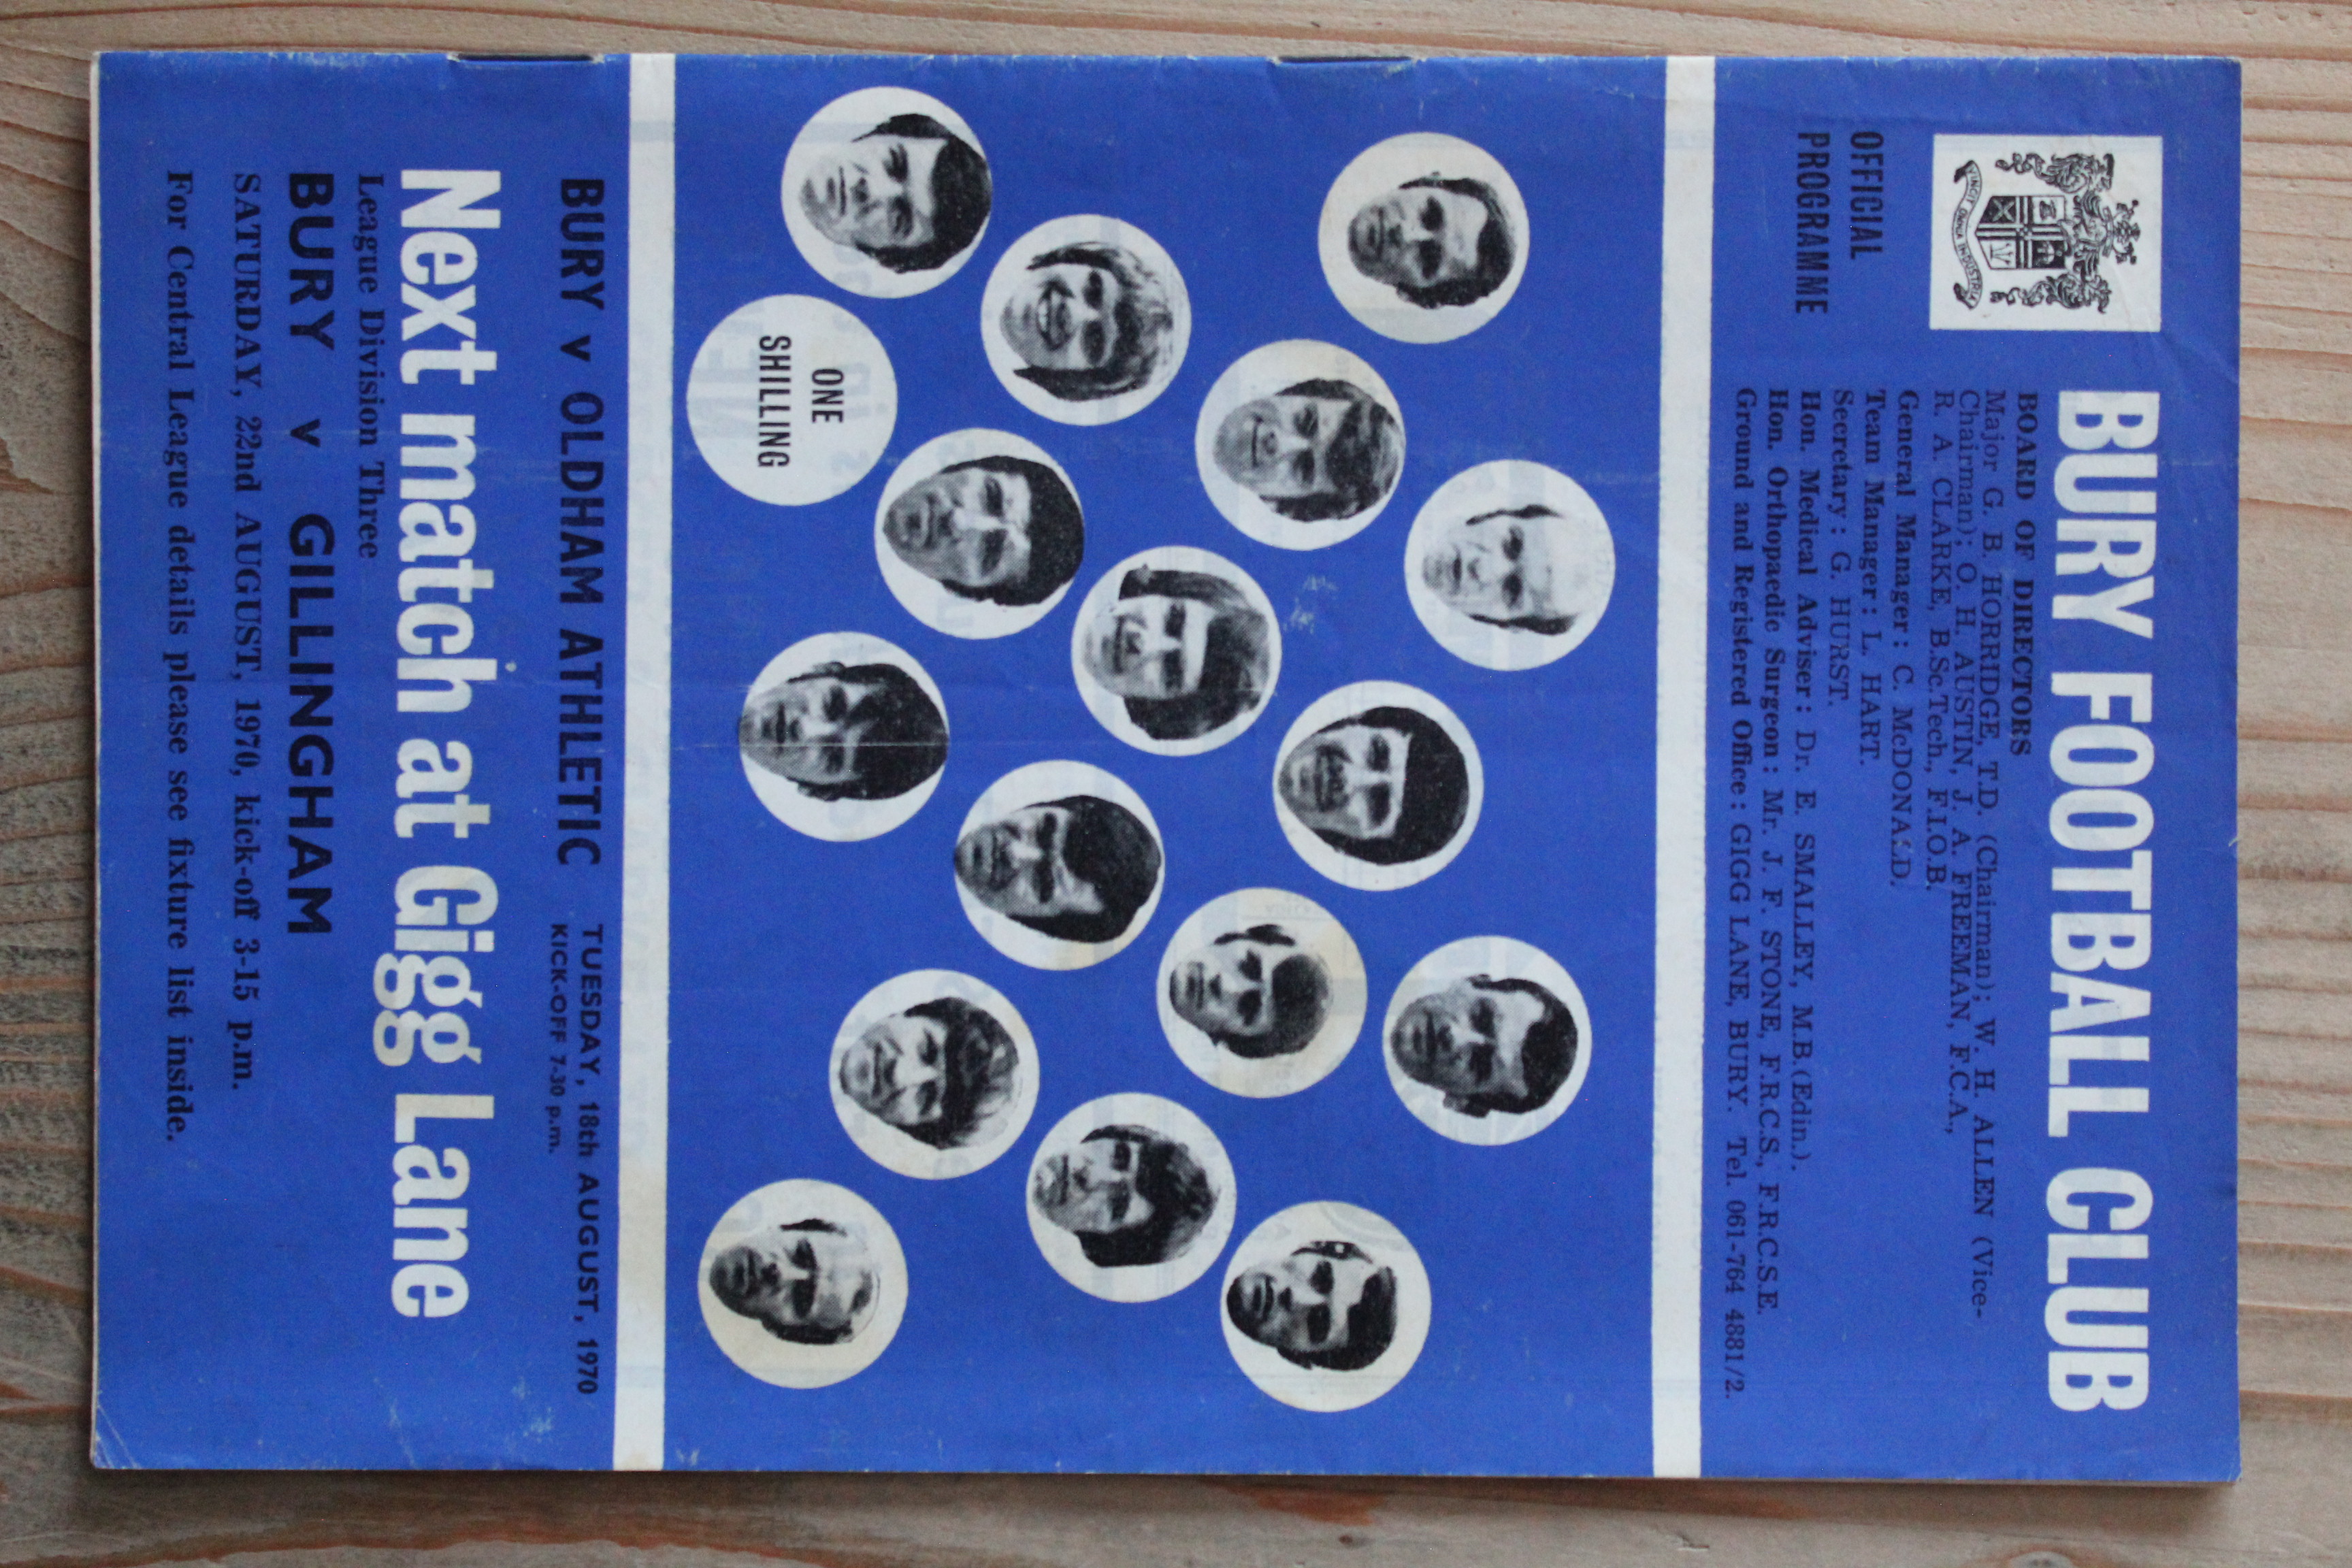 BURY FOOTBALL CLUB
VINCIT OMNIA INDUSTRIA
OFFICIAL
PROGRAMME
BOARD OF DIRECTORS
Major G. B. HORRIDGE, T.D. (Chairman); W. H. ALLEN (Vice-
Chairman); O. H. AUSTIN, J. A. FREEMAN, F.C.A.,
R. A. CLARKE, B.Sc.Tech., F.I.O.B.
General Manager: C. McDONALD.
Team Manager: L. HART.
Secretary: G. HURST.
Hon. Medical Adviser: Dr. E. SMALLEY, M.B.(Edin.).
Hon. Orthopaedic Surgeon: Mr. J. F. STONE, F.R.C.S., F.R.C.S.E.
Ground and Registered Office: GIGG LANE, BURY. Tel. 061-764 4881/2.
ONE
SHILLING
BURY v OLDHAM ATHLETIC
TUESDAY, 18th AUGUST, 1970
KICK-OFF 7-30 p.m.
Next match at Gigg Lane
League Division Three
BURY v GILLINGHAM
SATURDAY, 22nd AUGUST, 1970, kick-off 3-15 p.m.
For Central League details please see fixture list inside.